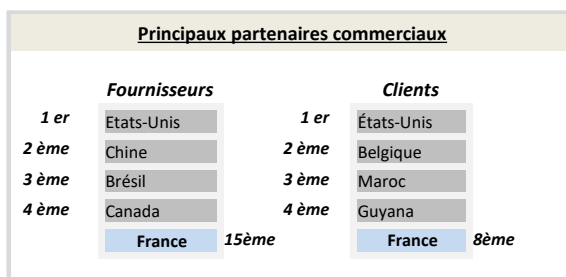 Principaux partenaires commerciaux
Fournisseurs Clients
1 er Etats-Unis 1 er États-Unis
2 ème Chine 2 ème Belgique
3 ème Brésil 3 ème Maroc
4 ème Canada 4 ème Guyana
France 15ème France 8ème